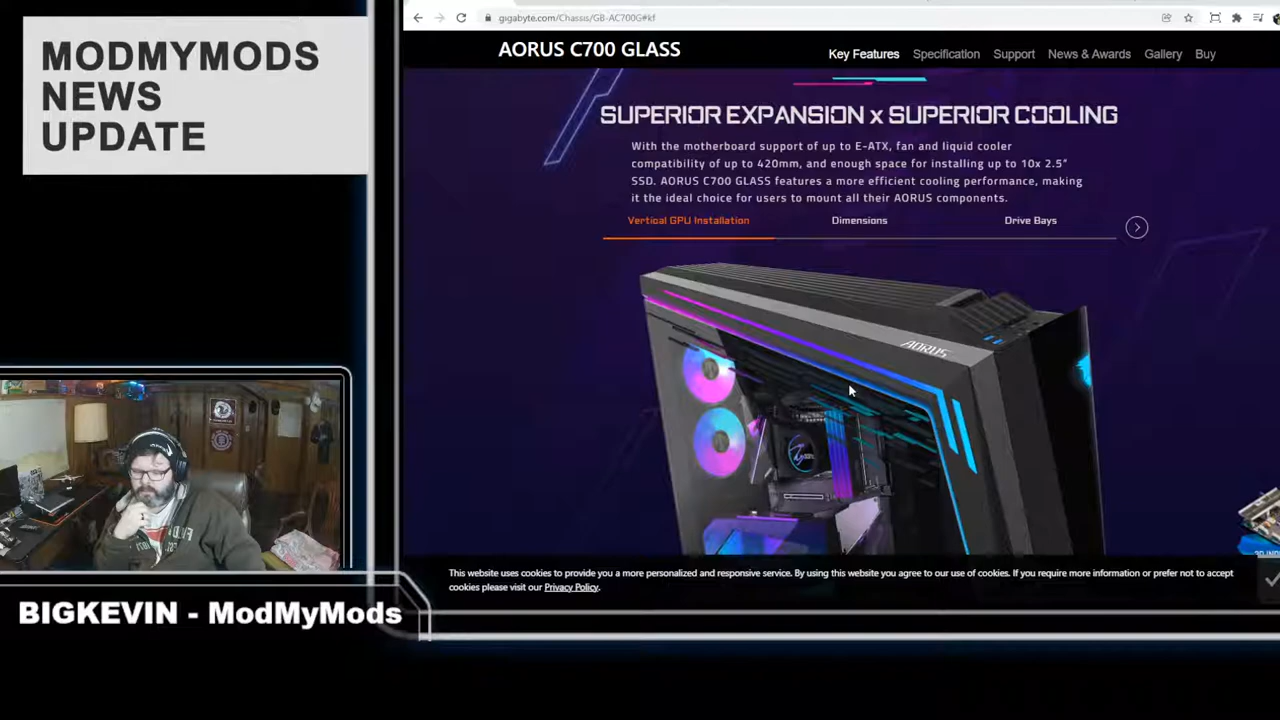 MODMYMODS
NEWS
UPDATE
gigabyte.com/Chassis/GB-AC700G#kf
AORUS C700 GLASS
Key Features
Specification
Support
News & Awards
Gallery
Buy
SUPERIOR EXPANSION x SUPERIOR COOLING
With the motherboard support of up to E-ATX, fan and liquid cooler
compatibility of up to 420mm, and enough space for installing up to 10x 2.5"
SSD. AORUS C700 GLASS features a more efficient cooling performance, making
it the ideal choice for users to mount all their AORUS components.
Vertical GPU Installation
Dimensions
Drive Bays
AORUS
This website uses cookies to provide you a more personalized and responsive service. By using this website you agree to our use of cookies. If you require more information or prefer not to accept
cookies please visit our Privacy Policy.
BIGKEVIN - ModMyMods